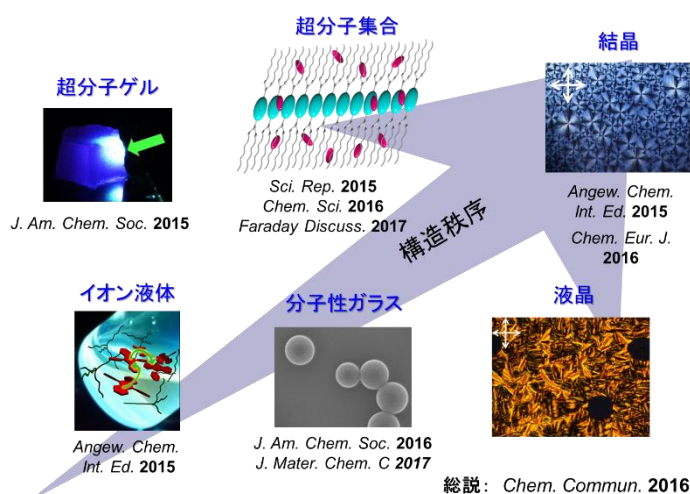 超分子集合
結晶
超分子ゲル
Sci. Rep. 2015
Chem. Sci. 2016
Faraday Discuss. 2017
J. Am. Chem. Soc. 2015
Angew. Chem.
Int. Ed. 2015
Chem. Eur. J.
2016
構造秩序
イオン液体
分子性ガラス
液晶
Angew. Chem.
Int. Ed. 2015
J. Am. Chem. Soc. 2016
J. Mater. Chem. C 2017
総説： Chem. Commun. 2016